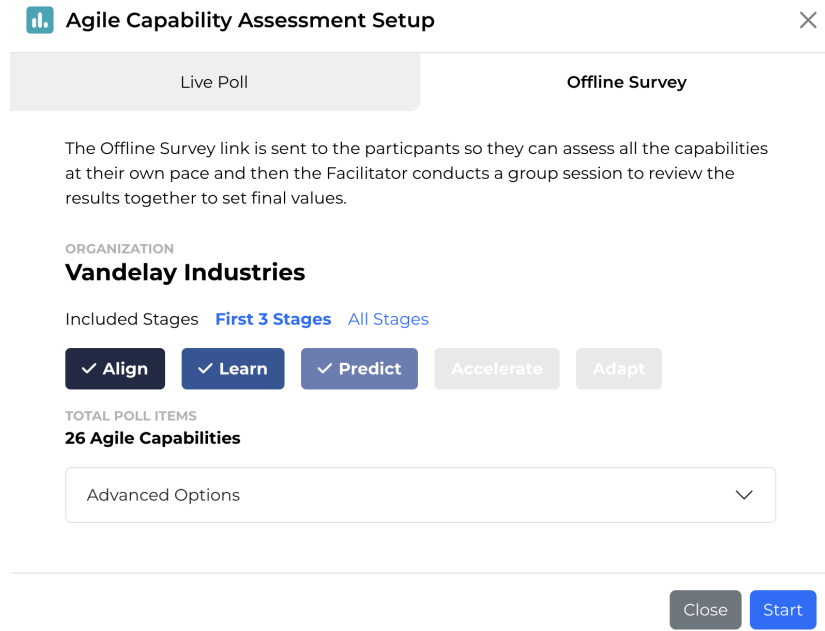 Agile Capability Assessment Setup
Live Poll
Offline Survey
The Offline Survey link is sent to the particpants so they can assess all the capabilities
at their own pace and then the Facilitator conducts a group session to review the
results together to set final values.
ORGANIZATION
Vandelay Industries
Included Stages First 3 Stages All Stages
Align Learn Predict Accelerate Adapt
TOTAL POLL ITEMS
26 Agile Capabilities
Advanced Options
Close Start